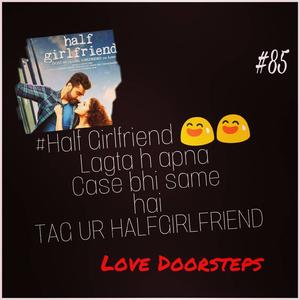 half
girlfriend
#85
#Half Girlfriend 😅😅
Lagta h apna
Case bhi same
hai
TAG UR HALFGIRLFRIEND
LOVE DOORSTEPS